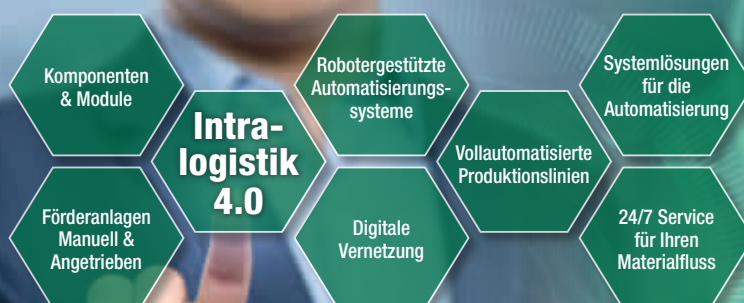 Komponenten
& Module
Robotergestützte
Automatisierungs-
systeme
Systemlösungen
für die
Automatisierung
Intra-
logistik
4.0
Vollautomatisierte
Produktionslinien
Förderanlagen
Manuell &
Angetrieben
Digitale
Vernetzung
24/7 Service
für Ihren
Materialfluss